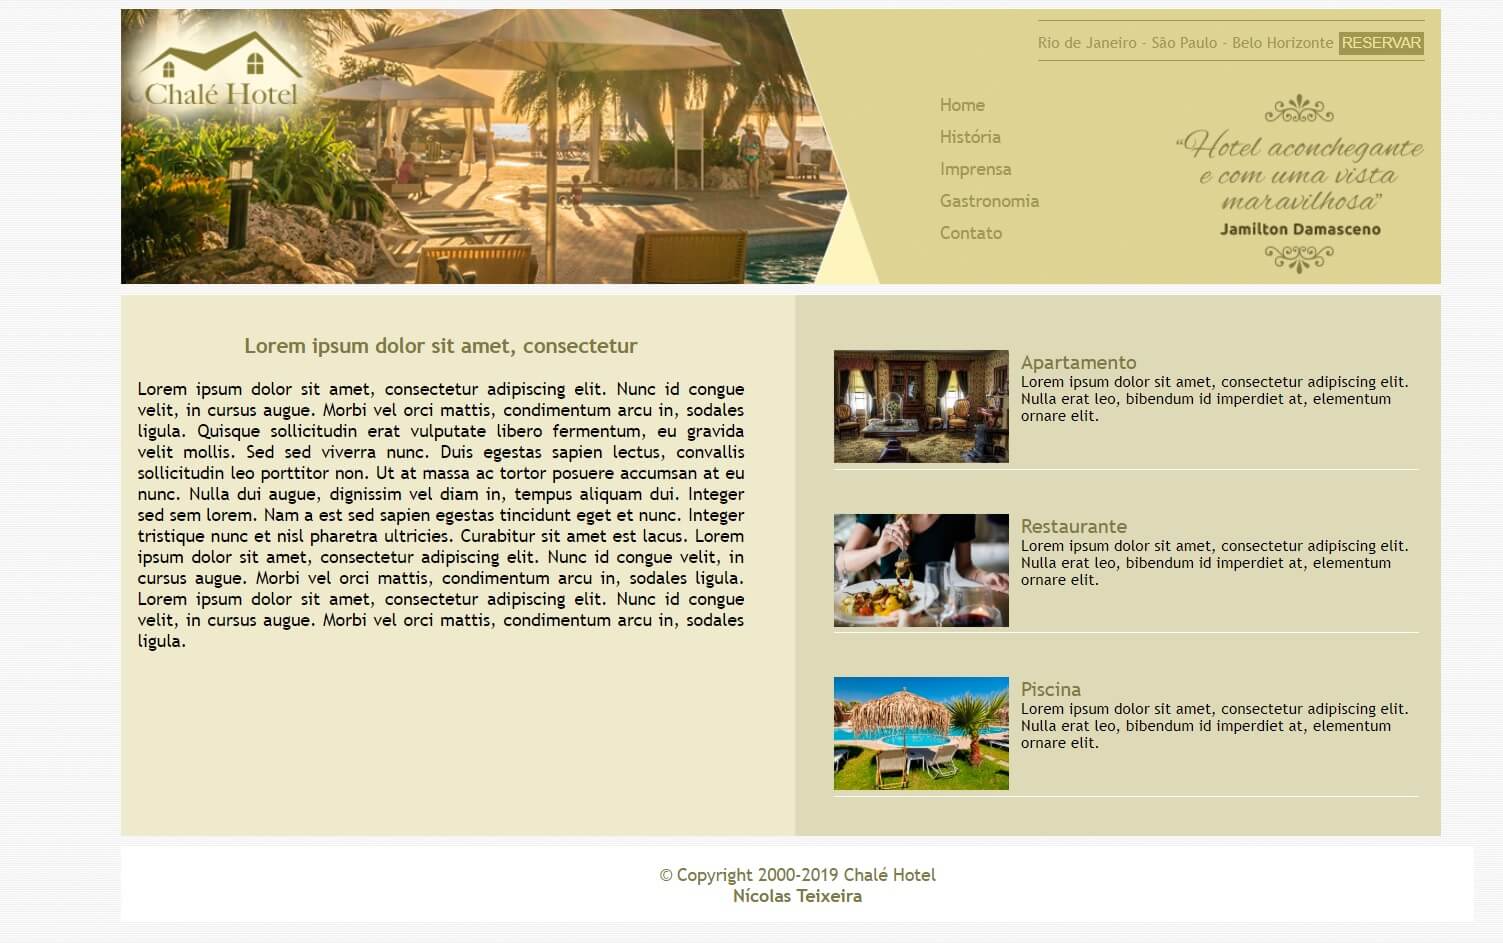 Chalé Hotel
Rio de Janeiro - São Paulo - Belo Horizonte RESERVAR
Home
História
Imprensa
Gastronomia
Contato
“Hotel aconchegante
e com uma vista
maravilhosa”
Jamilton Damasceno
Lorem ipsum dolor sit amet, consectetur
Lorem ipsum dolor sit amet, consectetur adipiscing elit. Nunc id congue
velit, in cursus augue. Morbi vel orci mattis, condimentum arcu in, sodales
ligula. Quisque sollicitudin erat vulputate libero fermentum, eu gravida
velit mollis. Sed sed viverra nunc. Duis egestas sapien lectus, convallis
sollicitudin leo porttitor non. Ut at massa ac tortor posuere accumsan at eu
nunc. Nulla dui augue, dignissim vel diam in, tempus aliquam dui. Integer
sed sem lorem. Nam a est sed sapien egestas tincidunt eget et nunc. Integer
tristique nunc et nisl pharetra ultricies. Curabitur sit amet est lacus. Lorem
ipsum dolor sit amet, consectetur adipiscing elit. Nunc id congue velit, in
cursus augue. Morbi vel orci mattis, condimentum arcu in, sodales ligula.
Lorem ipsum dolor sit amet, consectetur adipiscing elit. Nunc id congue
velit, in cursus augue. Morbi vel orci mattis, condimentum arcu in, sodales
ligula.
Apartamento
Lorem ipsum dolor sit amet, consectetur adipiscing elit.
Nulla erat leo, bibendum id imperdiet at, elementum
ornare elit.
Restaurante
Lorem ipsum dolor sit amet, consectetur adipiscing elit.
Nulla erat leo, bibendum id imperdiet at, elementum
ornare elit.
Piscina
Lorem ipsum dolor sit amet, consectetur adipiscing elit.
Nulla erat leo, bibendum id imperdiet at, elementum
ornare elit.
© Copyright 2000-2019 Chalé Hotel
Nícolas Teixeira